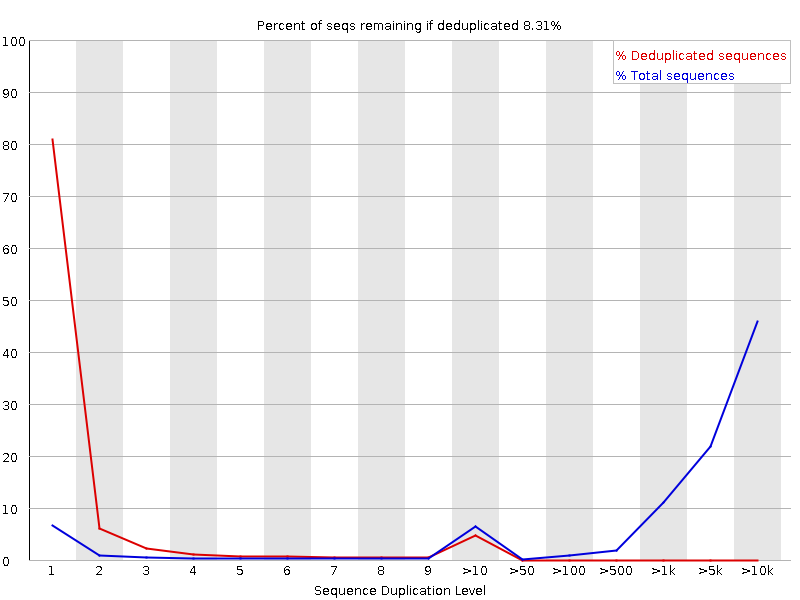 Percent of seqs remaining if deduplicated 8.31%
% Deduplicated sequences
% Total sequences
100
90
80
70
60
50
40
30
20
10
0
1 2 3 4 5 6 7 8 9 >10 >50 >100 >500 >1k >5k >10k
Sequence Duplication Level